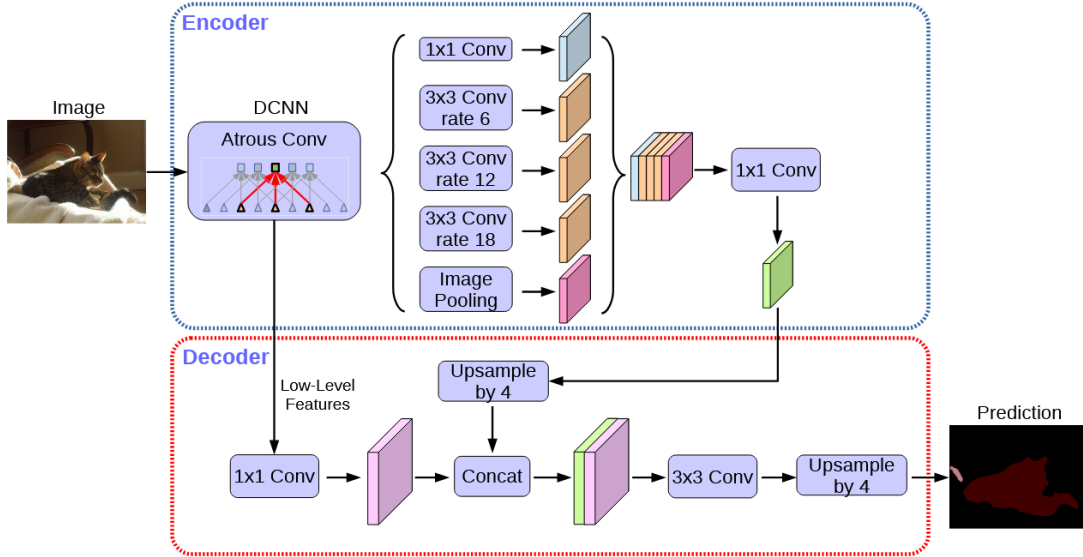 Encoder
Image
DCNN
Atrous Conv
1x1 Conv
3x3 Conv
rate 6
3x3 Conv
rate 12
3x3 Conv
rate 18
Image
Pooling
1x1 Conv
Decoder
Low-Level
Features
Upsample
by 4
1x1 Conv
Concat
3x3 Conv
Upsample
by 4
Prediction